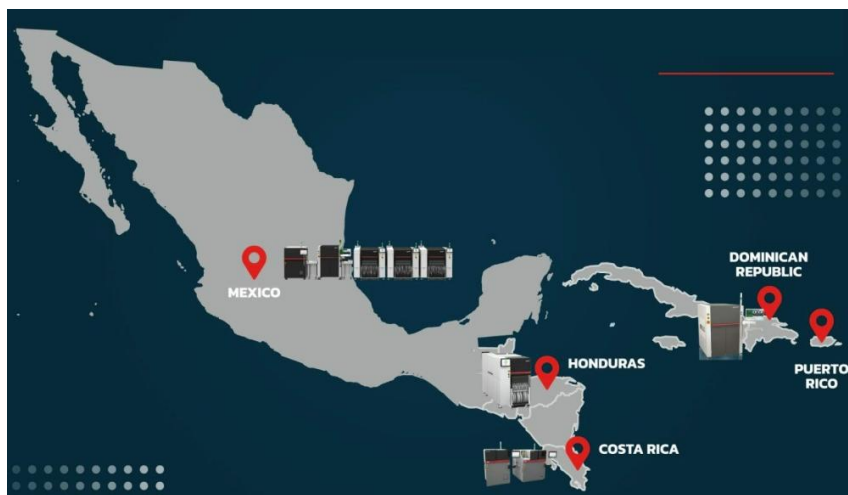 DOMINICAN
REPUBLIC
MEXICO
HONDURAS
PUERTO
RICO
COSTA RICA